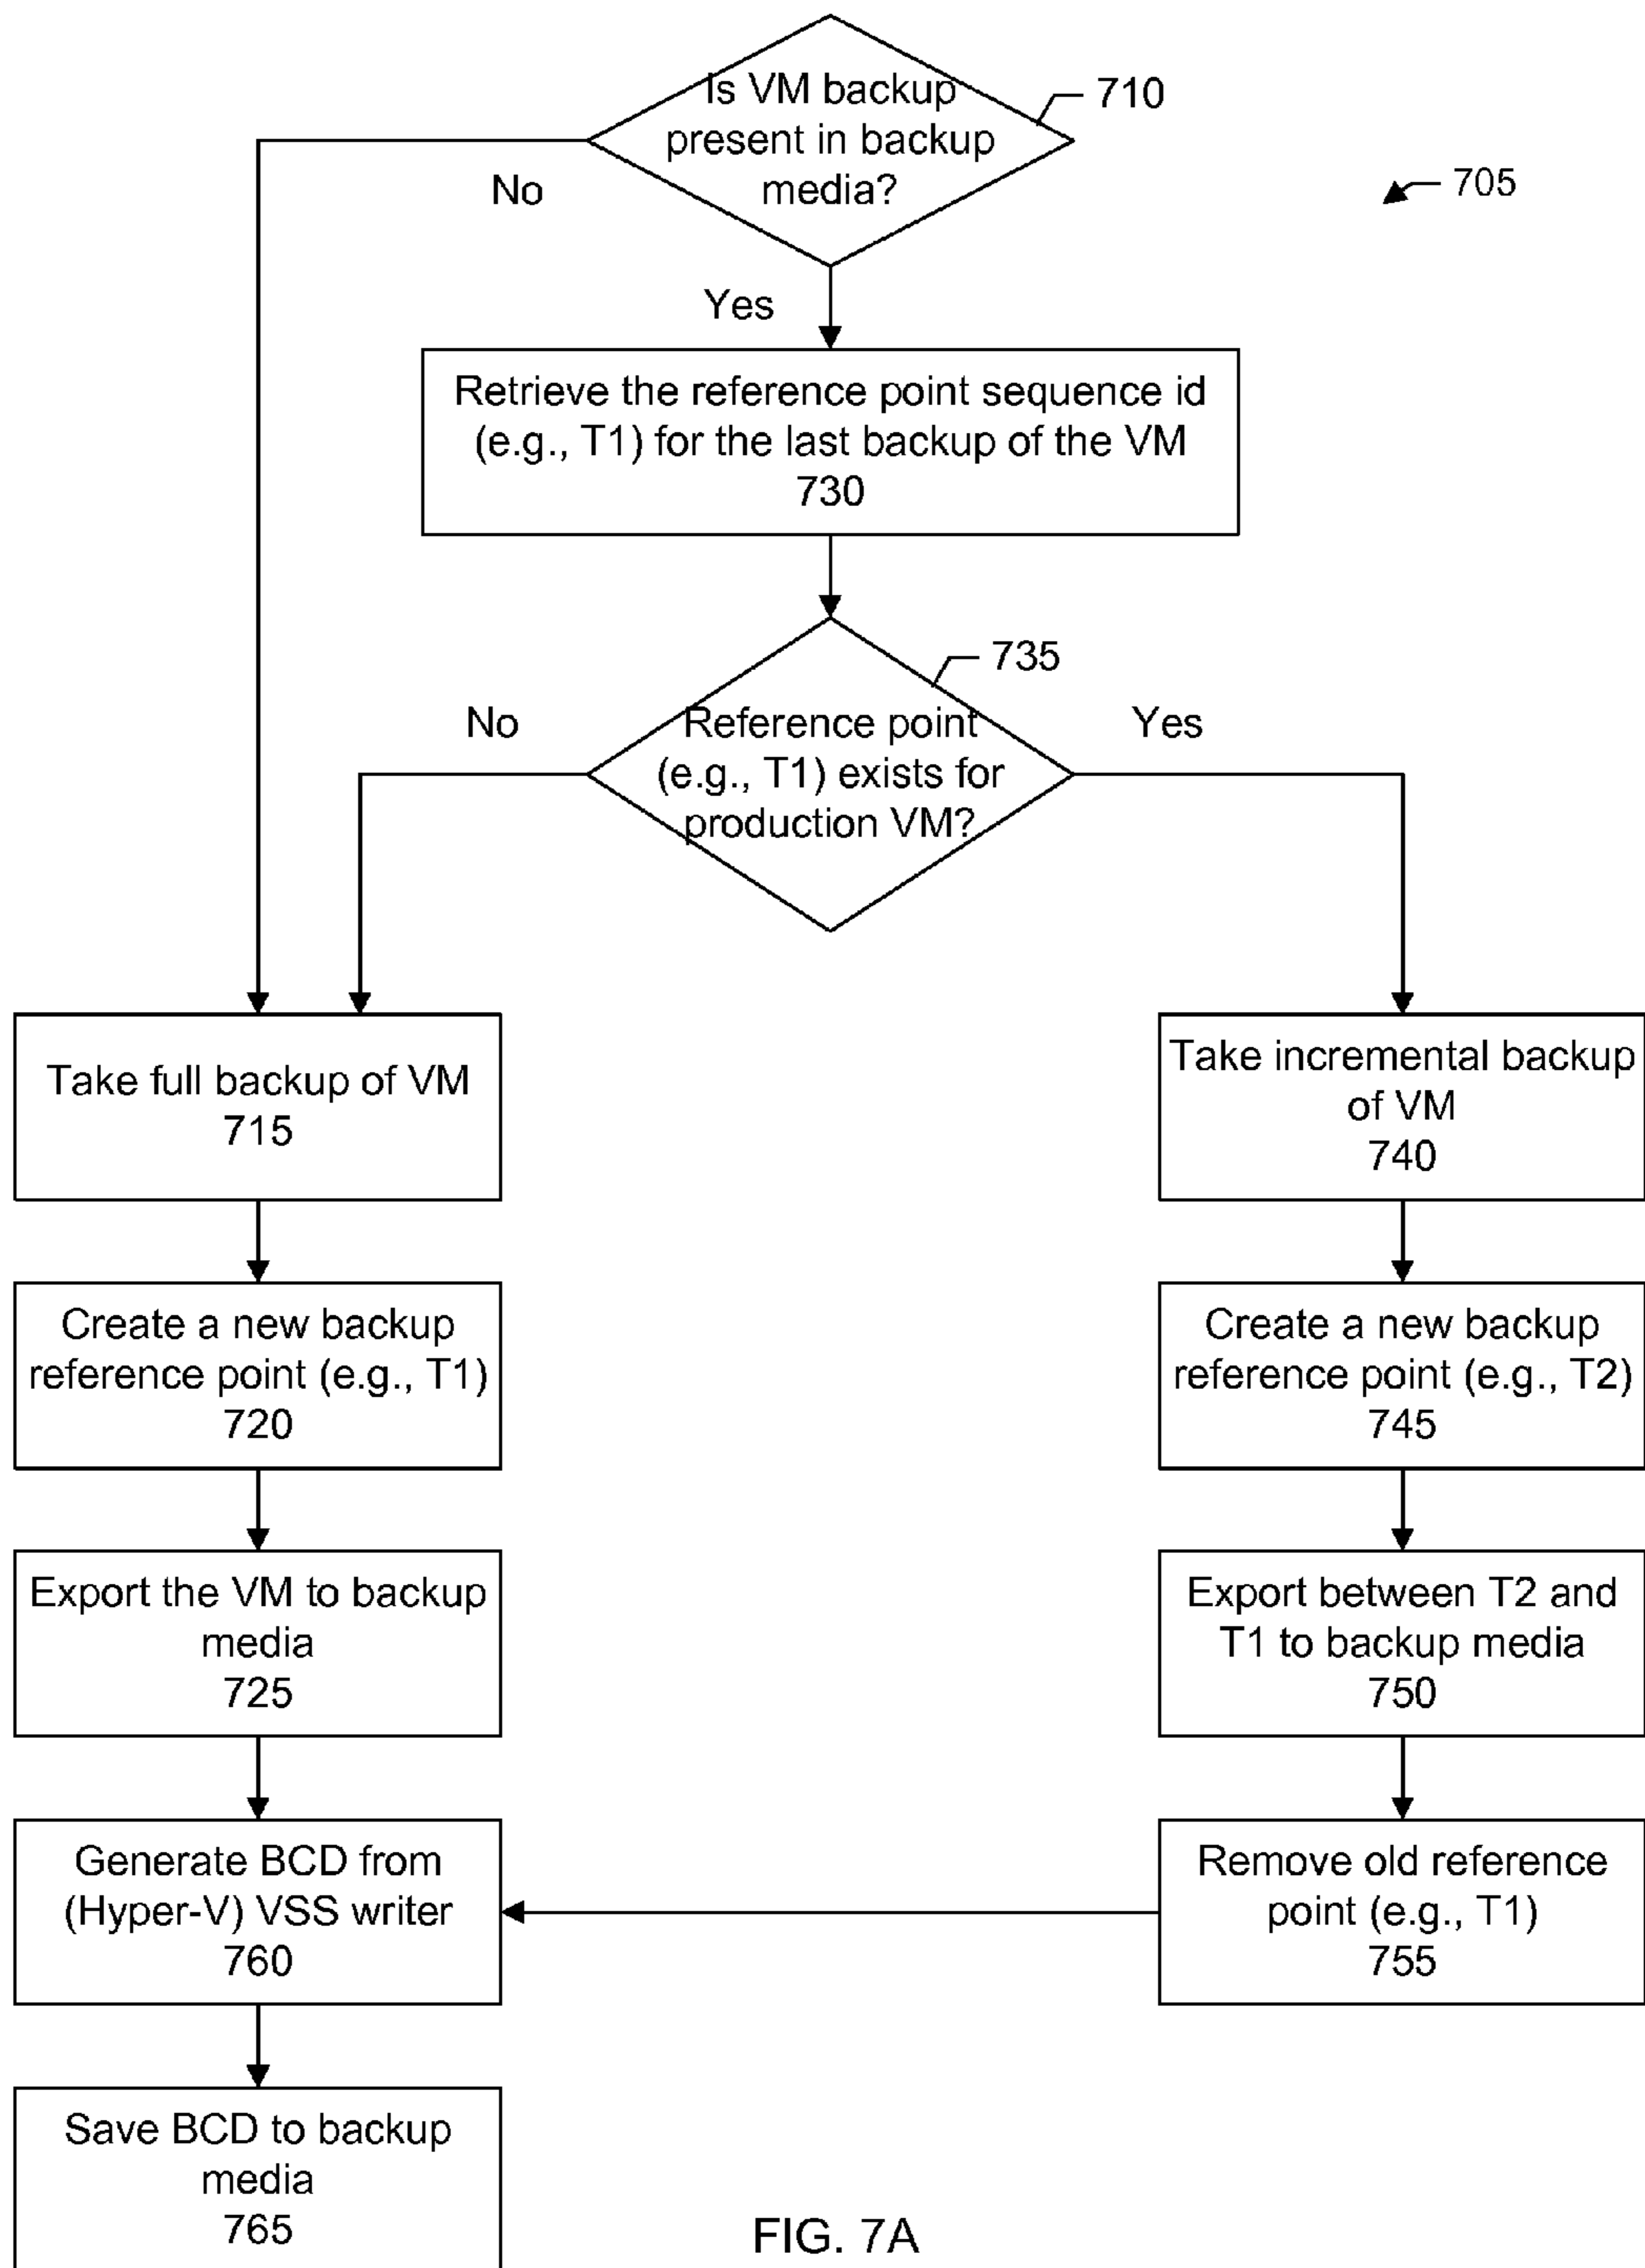 Is VM backup
present in backup
media?
710
705
No
Yes
Retrieve the reference point sequence id
(e.g., T1) for the last backup of the VM
730
735
No
Reference point
(e.g., T1) exists for
production VM?
Yes
Take full backup of VM
715
Take incremental backup
of VM
740
Create a new backup
reference point (e.g., T1)
720
Create a new backup
reference point (e.g., T2)
745
Export the VM to backup
media
725
Export between T2 and
T1 to backup media
750
Generate BCD from
(Hyper-V) VSS writer
760
Remove old reference
point (e.g., T1)
755
Save BCD to backup
media
765
FIG. 7A